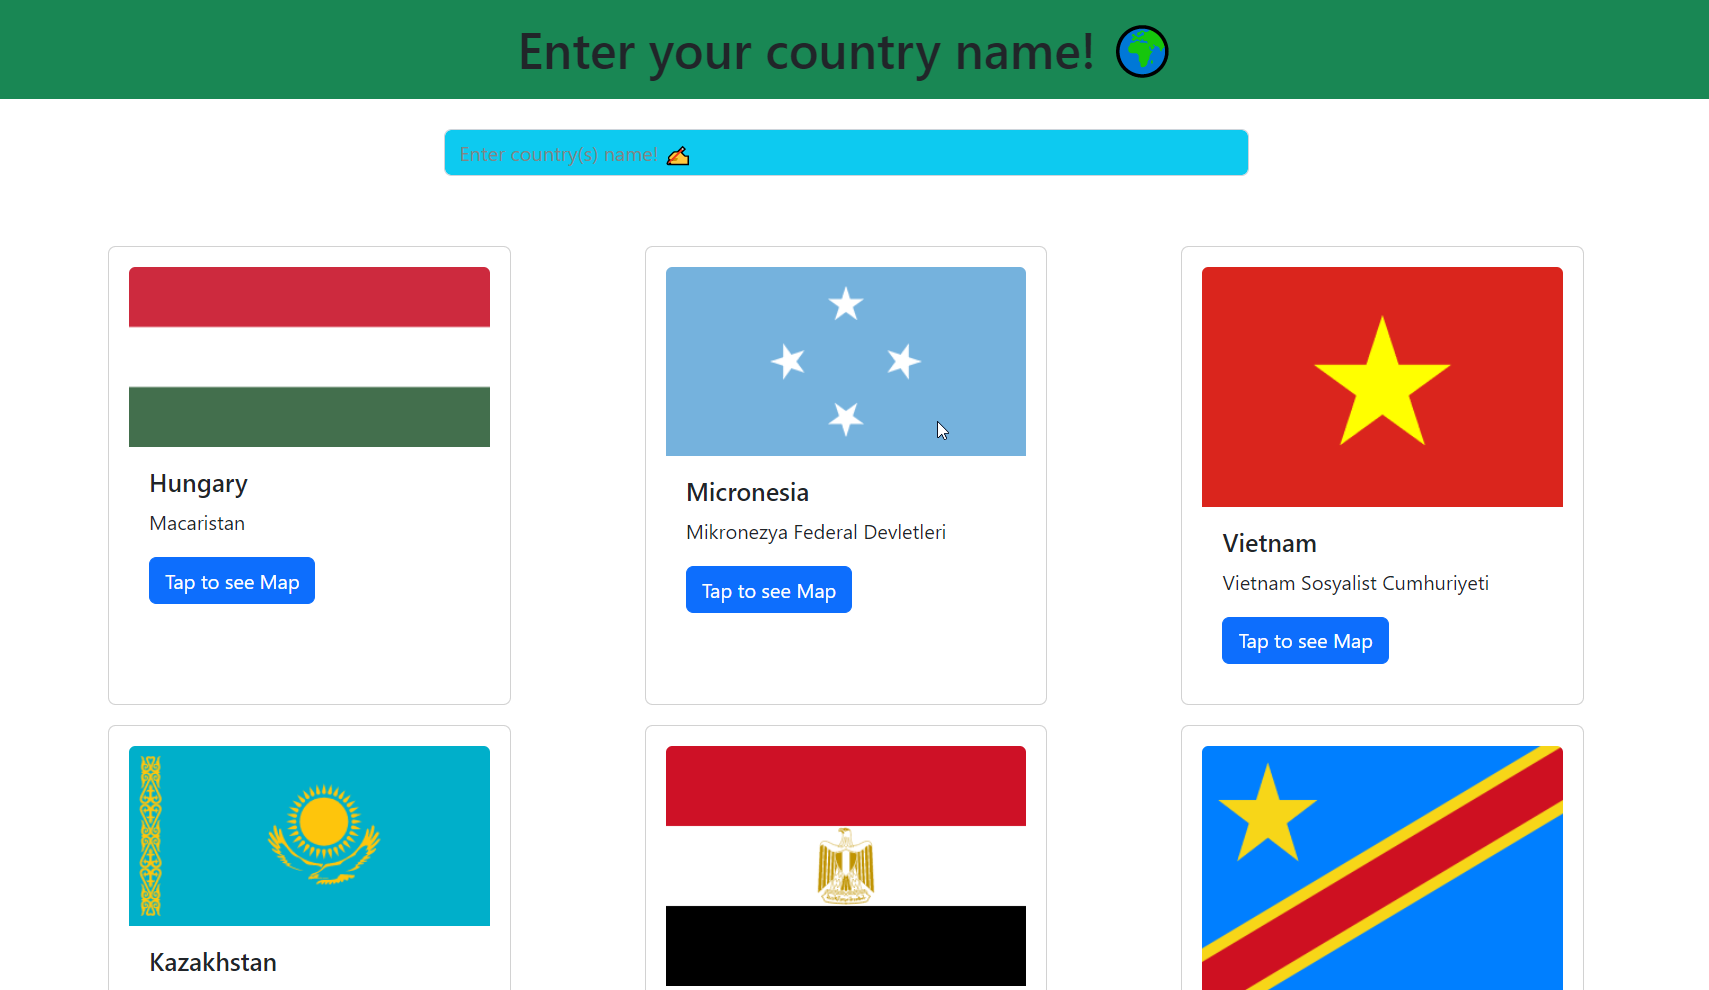 Enter your country name! 🌍
Enter country(s) name! ✍
Hungary
Macaristan
Tap to see Map
Micronesia
Mikronezya Federal Devletleri
Tap to see Map
Vietnam
Vietnam Sosyalist Cumhuriyeti
Tap to see Map
Kazakhstan